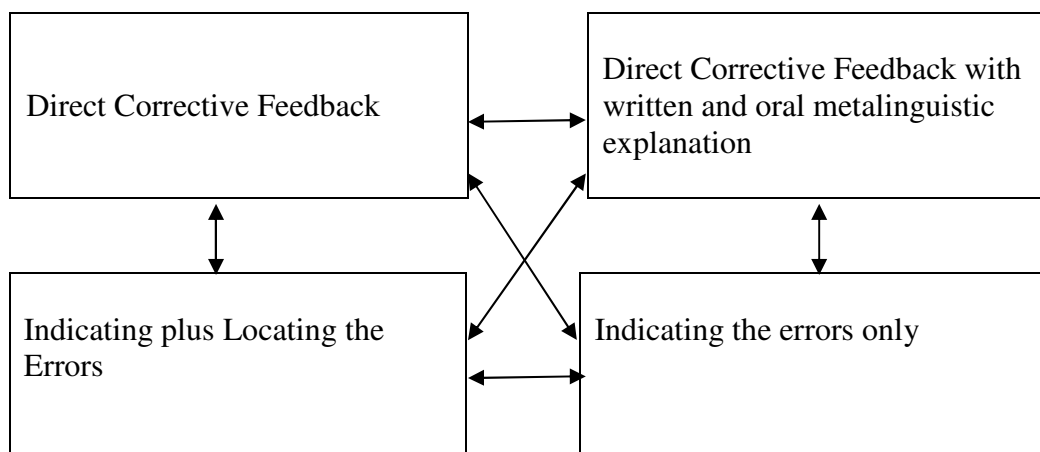 Direct Corrective Feedback
Direct Corrective Feedback with
written and oral metalinguistic
explanation
Indicating plus Locating the
Errors
Indicating the errors only